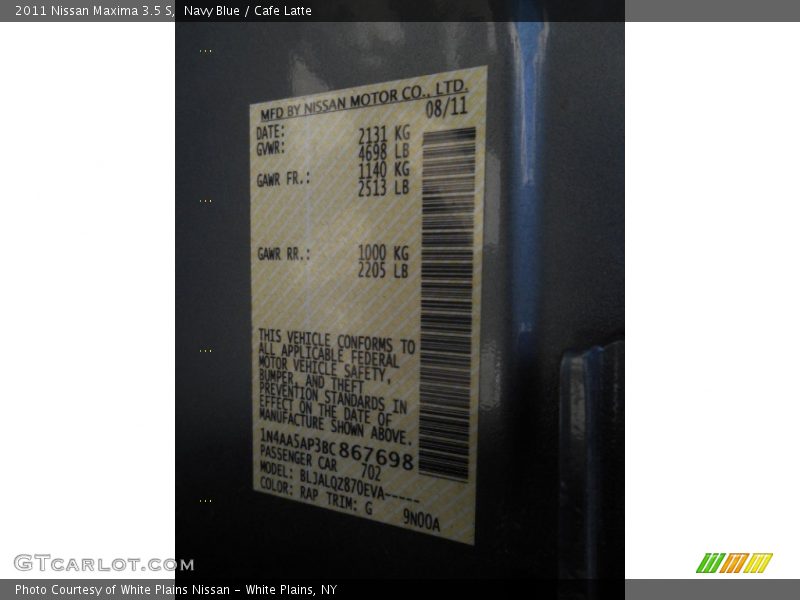 2011 Nissan Maxima 3.5 S, Navy Blue / Cafe Latte
MFD BY NISSAN MOTOR CO., LTD.
DATE: 08/11
GVWR: 2131 KG
4698 LB
GAWR FR.: 1140 KG
2513 LB
GAWR RR.: 1000 KG
2205 LB
THIS VEHICLE CONFORMS TO
ALL APPLICABLE FEDERAL
MOTOR VEHICLE SAFETY,
BUMPER, AND THEFT
PREVENTION STANDARDS IN
EFFECT ON THE DATE OF
MANUFACTURE SHOWN ABOVE.
1N4AA5AP3BC867698
PASSENGER CAR 702
MODEL: BLJALQZ870EVA-----
COLOR: RAP TRIM: G 9N00A
GTcarlot.com
Photo Courtesy of White Plains Nissan - White Plains, NY